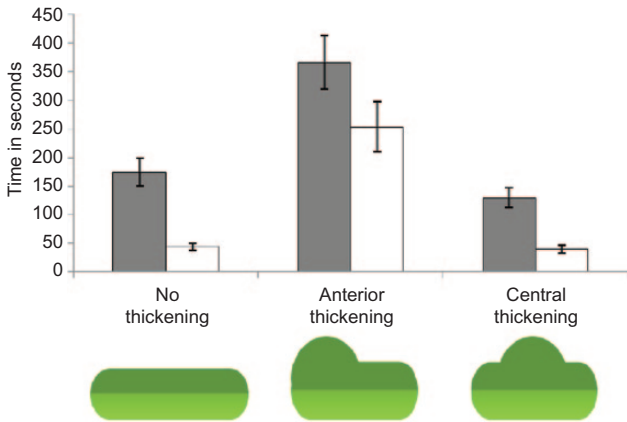 450
400
350
300
250
200
150
100
50
0
Time in seconds
No
thickening
Anterior
thickening
Central
thickening